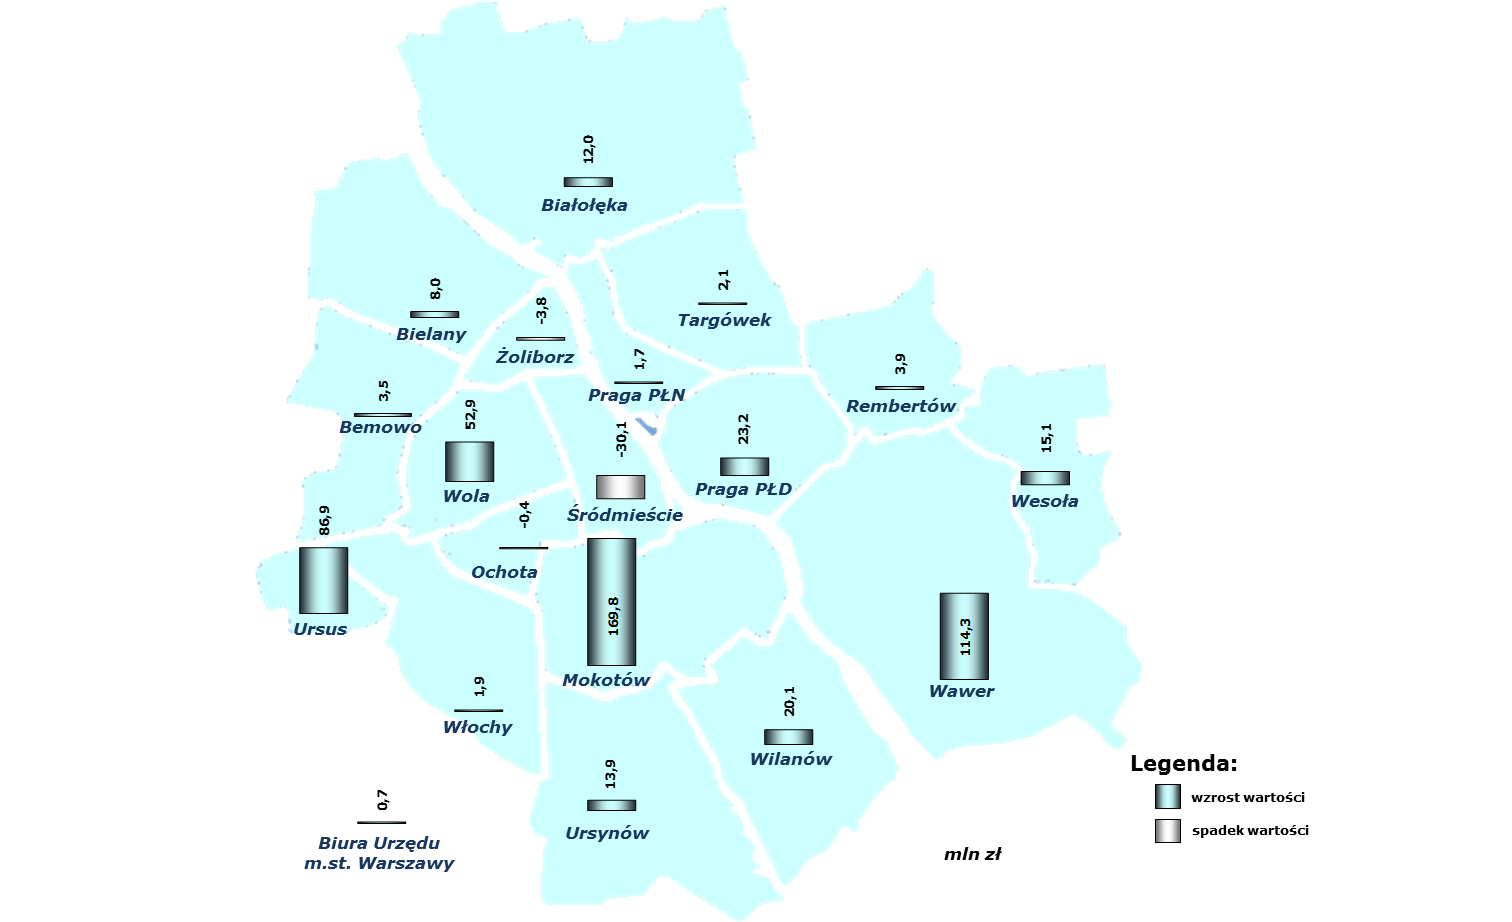 12,0
Białołęka
8,0
Bielany
-3,8
Żoliborz
2,1
Targówek
1,7
Praga PŁN
3,9
Rembertów
3,5
Bemowo
52,9
Wola
-30,1
Śródmieście
23,2
Praga PŁD
15,1
Wesoła
86,9
Ursus
-0,4
Ochota
169,8
Mokotów
114,3
Wawer
1,9
Włochy
20,1
Wilanów
13,9
Ursynów
0,7
Biura Urzędu
m.st. Warszawy
Legenda:
wzrost wartości
spadek wartości
mln zł